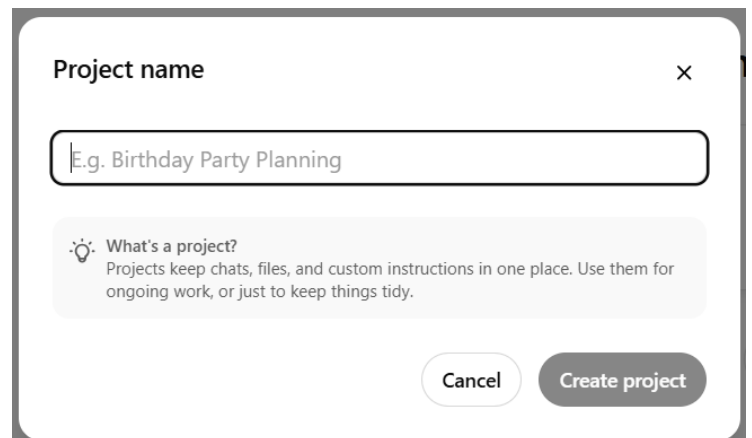 Project name
E.g. Birthday Party Planning
What's a project?
Projects keep chats, files, and custom instructions in one place. Use them for
ongoing work, or just to keep things tidy.
Cancel
Create project